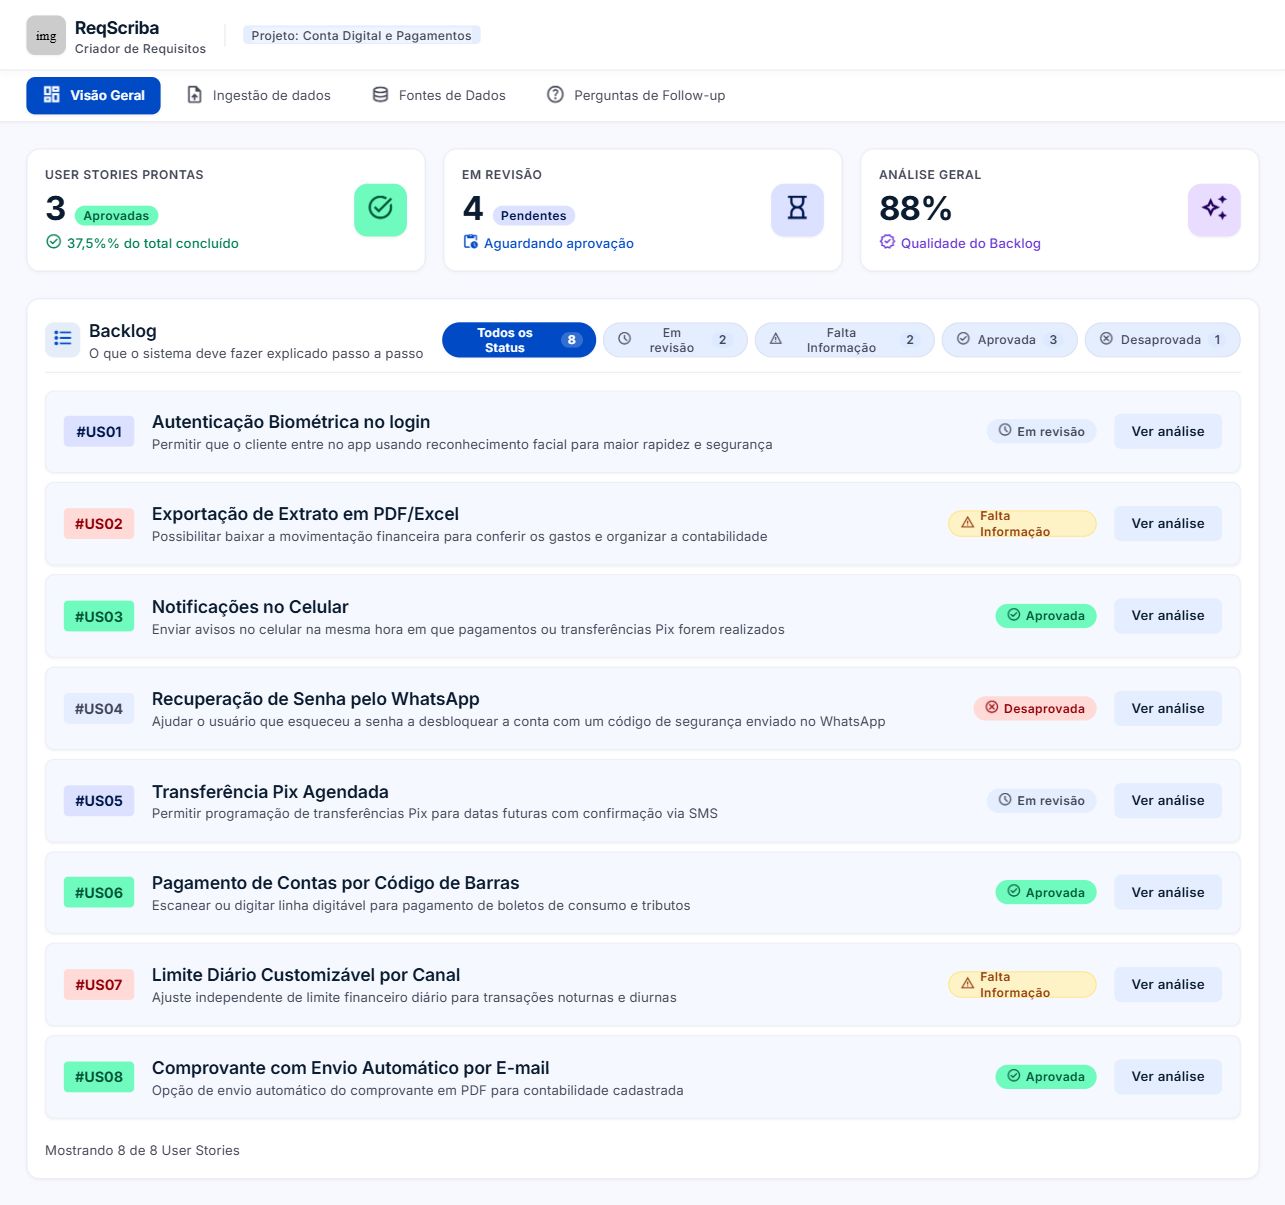 img
ReqScriba
Criador de Requisitos
Projeto: Conta Digital e Pagamentos
Visão Geral
Ingestão de dados
Fontes de Dados
Perguntas de Follow-up
USER STORIES PRONTAS
3 Aprovadas
37,5%% do total concluído
EM REVISÃO
4 Pendentes
Aguardando aprovação
ANÁLISE GERAL
88%
Qualidade do Backlog
Backlog
O que o sistema deve fazer explicado passo a passo
Todos os
Status
8
Em
revisão
2
Falta
Informação
2
Aprovada 3
Desaprovada 1
#US01
Autenticação Biométrica no login
Permitir que o cliente entre no app usando reconhecimento facial para maior rapidez e segurança
Em revisão
Ver análise
#US02
Exportação de Extrato em PDF/Excel
Possibilitar baixar a movimentação financeira para conferir os gastos e organizar a contabilidade
Falta
Informação
Ver análise
#US03
Notificações no Celular
Enviar avisos no celular na mesma hora em que pagamentos ou transferências Pix forem realizados
Aprovada
Ver análise
#US04
Recuperação de Senha pelo WhatsApp
Ajudar o usuário que esqueceu a senha a desbloquear a conta com um código de segurança enviado no WhatsApp
Desaprovada
Ver análise
#US05
Transferência Pix Agendada
Permitir programação de transferências Pix para datas futuras com confirmação via SMS
Em revisão
Ver análise
#US06
Pagamento de Contas por Código de Barras
Escanear ou digitar linha digitável para pagamento de boletos de consumo e tributos
Aprovada
Ver análise
#US07
Limite Diário Customizável por Canal
Ajuste independente de limite financeiro diário para transações noturnas e diurnas
Falta
Informação
Ver análise
#US08
Comprovante com Envio Automático por E-mail
Opção de envio automático do comprovante em PDF para contabilidade cadastrada
Aprovada
Ver análise
Mostrando 8 de 8 User Stories